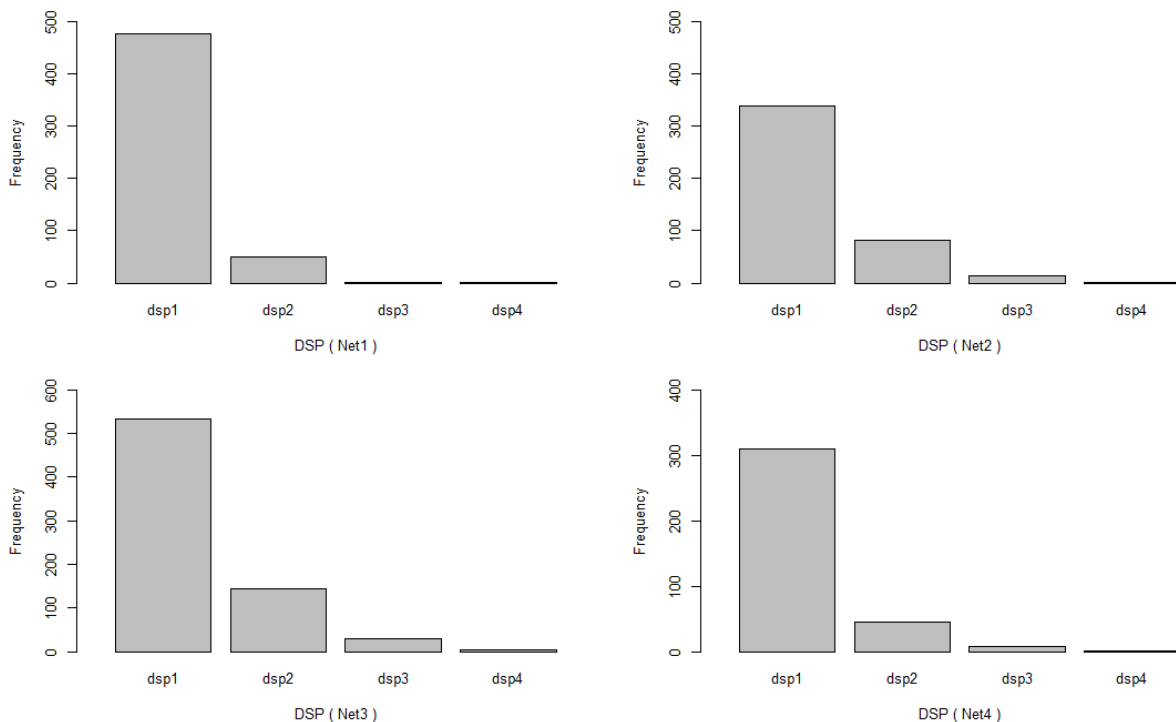 Frequency
0 100 200 300 400 500
dsp1 dsp2 dsp3 dsp4
DSP ( Net1 )
Frequency
0 100 200 300 400 500
dsp1 dsp2 dsp3 dsp4
DSP ( Net2 )
Frequency
0 100 200 300 400 500 600
dsp1 dsp2 dsp3 dsp4
DSP ( Net3 )
Frequency
0 100 200 300 400
dsp1 dsp2 dsp3 dsp4
DSP ( Net4 )